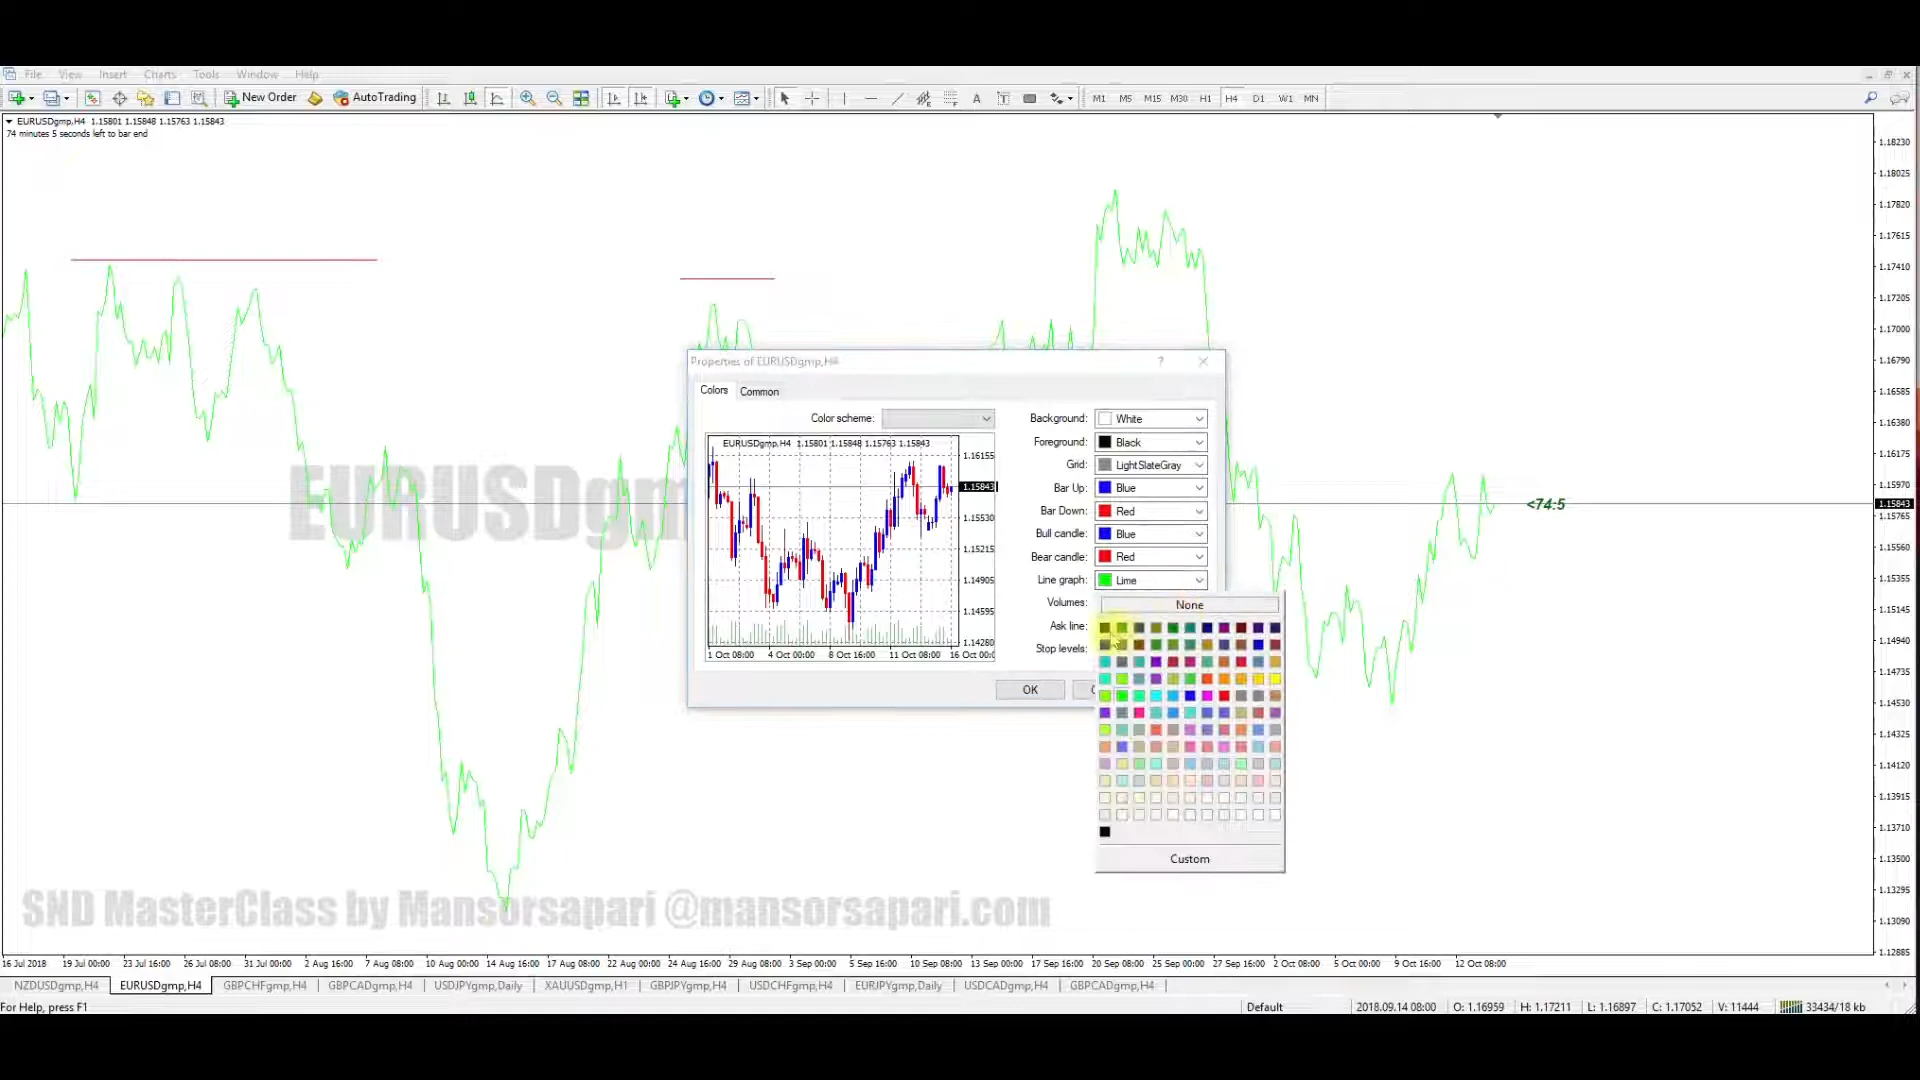 File View Insert Charts Tools Window Help
New Order AutoTrading M1 M5 M15 M30 H1 H4 D1 W1 MN
EURUSDgmp,H4 1.15801 1.15848 1.15763 1.15843
74 minutes 5 seconds left to bar end
1.18230
1.18025
1.17820
1.17615
1.17410
1.17205
1.17000
1.16790
1.16585
1.16380
1.16175
1.15970
1.15843
1.15765
1.15560
1.15355
1.15145
1.14940
1.14735
1.14530
1.14325
1.14120
1.13915
1.13710
1.13500
1.13295
1.13090
1.12885
<74:5
EURUSDgm
Properties of EURUSDgmp,H4
Colors Common
Color scheme:
EURUSDgmp,H4 1.15801 1.15848 1.15763 1.15843
1.16155
1.15843
1.15530
1.15215
1.14905
1.14595
1.14280
1 Oct 08:00 4 Oct 00:00 8 Oct 16:00 11 Oct 08:00 16 Oct 00:0
Background: White
Foreground: Black
Grid: LightSlateGray
Bar Up: Blue
Bar Down: Red
Bull candle: Blue
Bear candle: Red
Line graph: Lime
Volumes:
Ask line:
Stop levels:
None
Custom
OK
SND MasterClass by Mansorsapari @mansorsapari.com
16 Jul 2018 19 Jul 00:00 23 Jul 16:00 26 Jul 08:00 31 Jul 00:00 2 Aug 16:00 7 Aug 08:00 10 Aug 00:00 14 Aug 16:00 17 Aug 08:00 22 Aug 00:00 24 Aug 16:00 29 Aug 08:00 3 Sep 00:00 5 Sep 16:00 10 Sep 08:00 13 Sep 00:00 17 Sep 16:00 20 Sep 08:00 25 Sep 00:00 27 Sep 16:00 2 Oct 08:00 5 Oct 00:00 9 Oct 16:00 12 Oct 08:00
NZDUSDgmp,H4 EURUSDgmp,H4 GBPCHFgmp,H4 GBPCADgmp,H4 USDJPYgmp,Daily XAUUSDgmp,H1 GBPJPYgmp,H4 USDCHFgmp,H4 EURJPYgmp,Daily USDCADgmp,H4 GBPCADgmp,H4
For Help, press F1 Default 2018.09.14 08:00 O: 1.16959 H: 1.17211 L: 1.16897 C: 1.17052 V: 11444 33434/18 kb